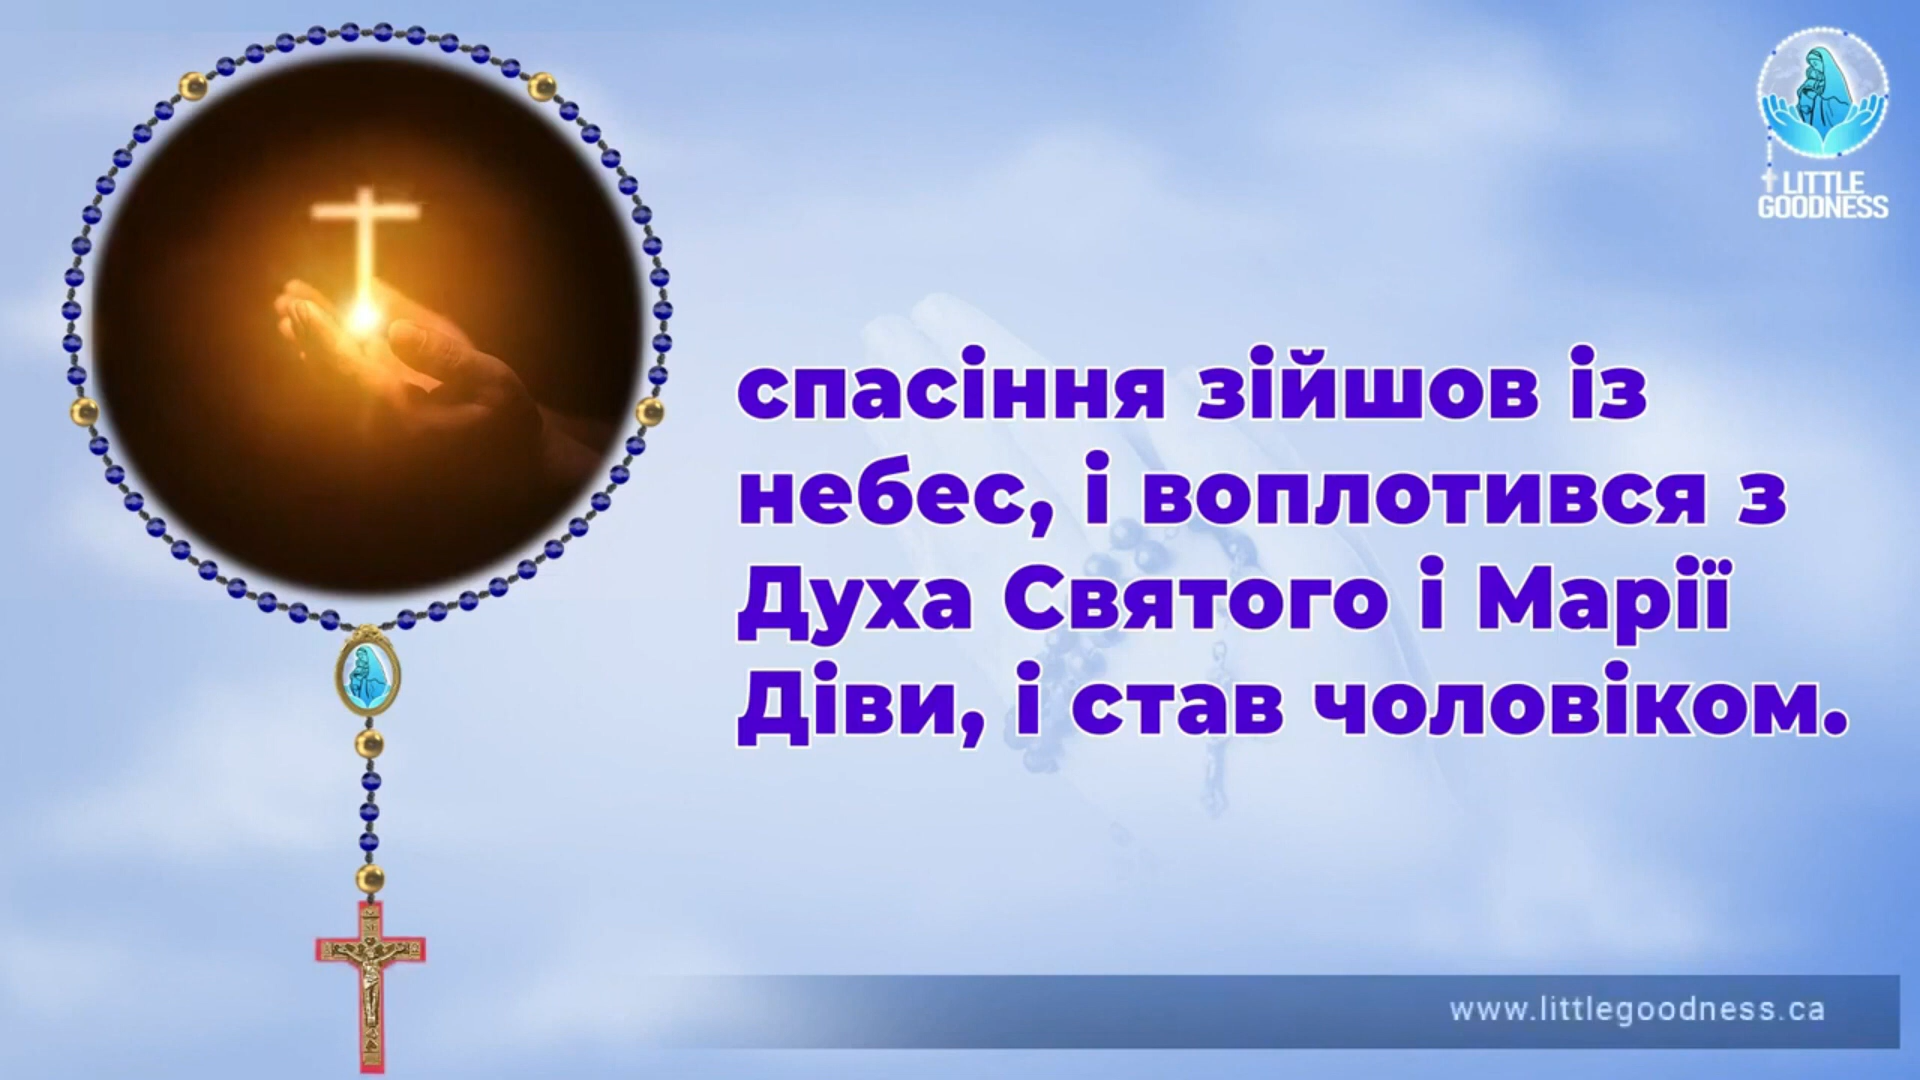 LITTLE
GOODNESS
спасіння зійшов із
небес, і воплотився з
Духа Святого і Марії
Діви, і став чоловіком.
www.littlegoodness.ca